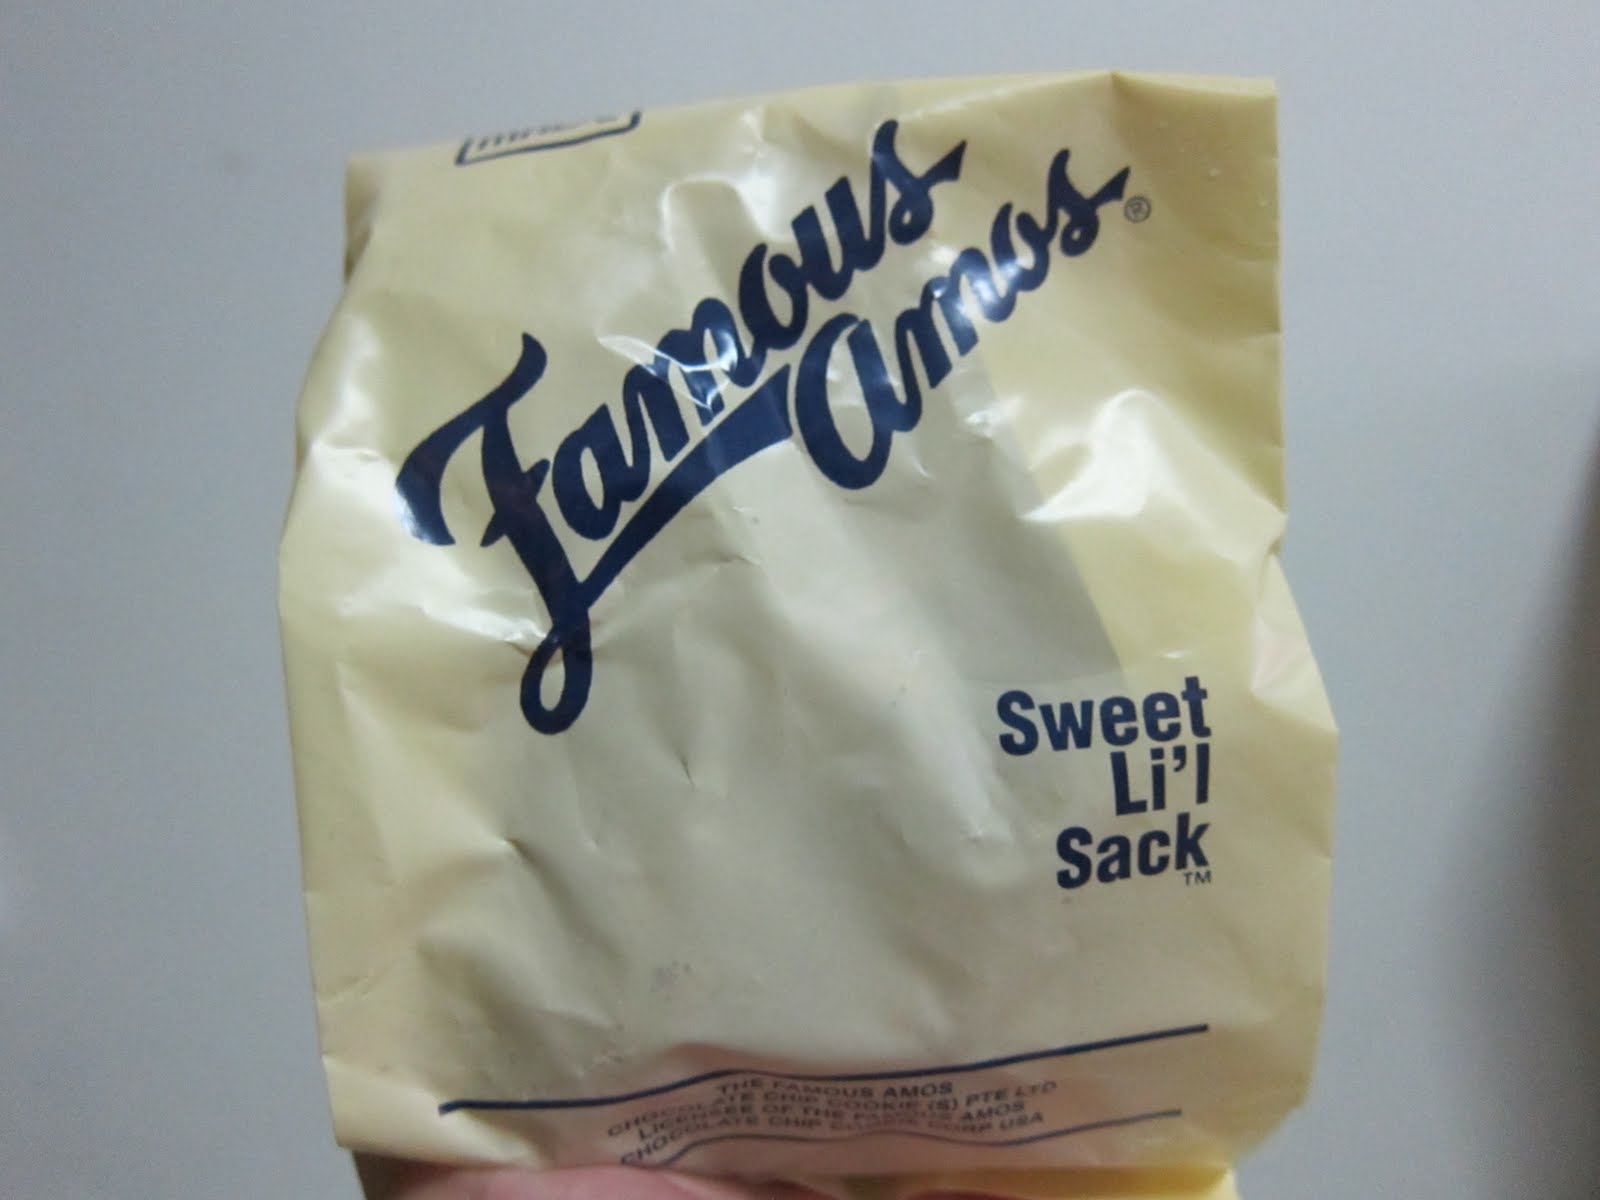 Famous
Amos®
Sweet
Li'l
Sack
TM
THE FAMOUS AMOS
CHOCOLATE CHIP COOKIE (S) PTE LTD
LICENSEE OF THE FAMOUS AMOS
CHOCOLATE CHIP COOKIE CORP USA